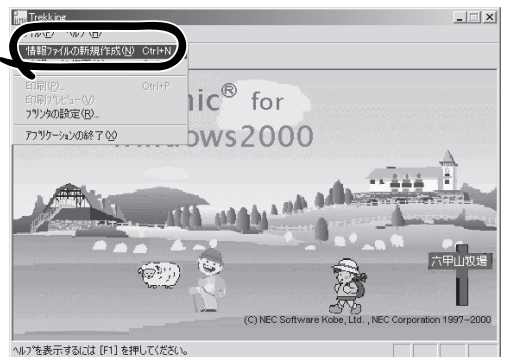 Trekking
ファイル(F) ヘルプ(H)
情報ファイルの新規作成(N) Ctrl+N
印刷(P)... Ctrl+P
印刷プレビュー(V)
プリンタの設定(R)...
アプリケーションの終了(X)
nic® for
ndows2000
六甲山牧場
(C) NEC Software Kobe, Ltd., NEC Corporation 1997-2000
ヘルプを表示するには [F1] を押してください。